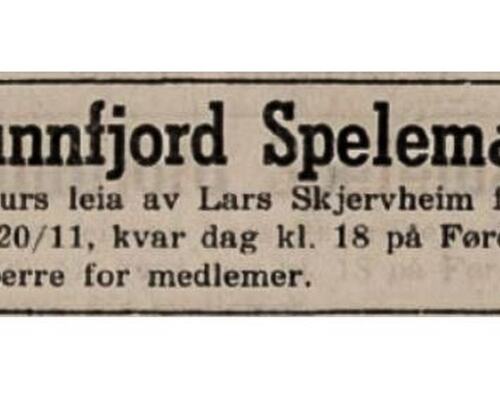 unnfjord Spelema
urs leia av Lars Skjervheim f
20/11, kvar dag kl. 18 på Føre
erre for medlemer.